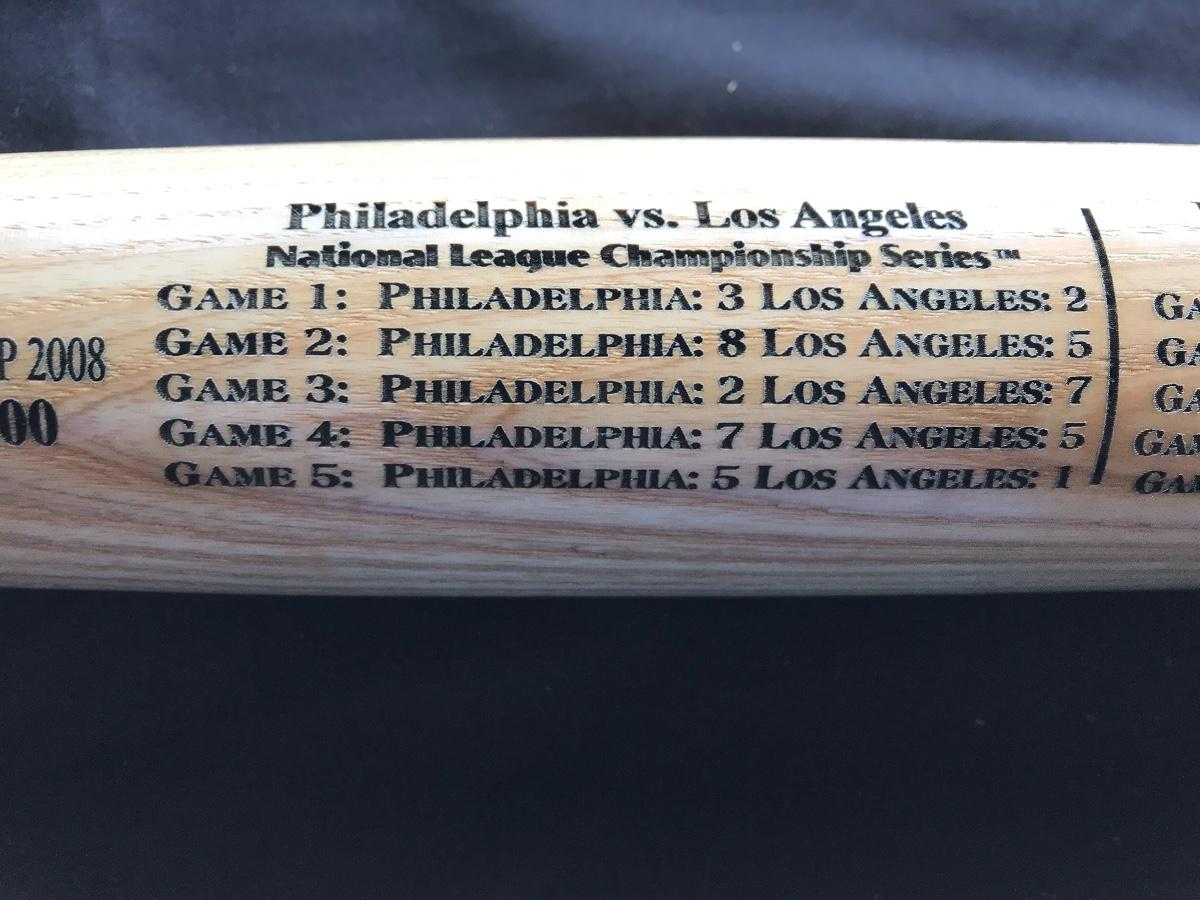 Philadelphia vs. Los Angeles
National League Championship Series™
GAME 1: PHILADELPHIA: 3 LOS ANGELES: 2
GAME 2: PHILADELPHIA: 8 LOS ANGELES: 5
GAME 3: PHILADELPHIA: 2 LOS ANGELES: 7
GAME 4: PHILADELPHIA: 7 LOS ANGELES: 5
GAME 5: PHILADELPHIA: 5 LOS ANGELES: 1
P 2008
00